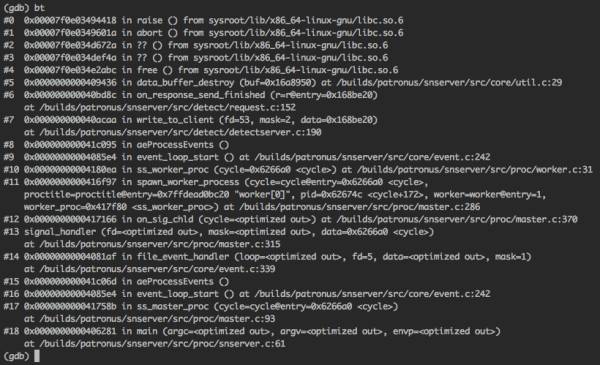 (gdb) bt
#0  0x00007f0e03494418 in raise () from sysroot/lib/x86_64-linux-gnu/libc.so.6
#1  0x00007f0e0349601a in abort () from sysroot/lib/x86_64-linux-gnu/libc.so.6
#2  0x00007f0e034d672a in ?? () from sysroot/lib/x86_64-linux-gnu/libc.so.6
#3  0x00007f0e034def4a in ?? () from sysroot/lib/x86_64-linux-gnu/libc.so.6
#4  0x00007f0e034e2abc in free () from sysroot/lib/x86_64-linux-gnu/libc.so.6
#5  0x0000000000409436 in data_buffer_destroy (buf=0x16a8950) at /builds/patronus/snserver/src/core/util.c:29
#6  0x000000000040bd8c in on_response_send_finished (r=r@entry=0x168be20)
    at /builds/patronus/snserver/src/detect/request.c:152
#7  0x000000000040acaa in write_to_client (fd=53, mask=2, data=0x168be20)
    at /builds/patronus/snserver/src/detect/detectserver.c:190
#8  0x000000000041c095 in aeProcessEvents ()
#9  0x00000000004085e4 in event_loop_start () at /builds/patronus/snserver/src/core/event.c:242
#10 0x00000000004180ea in ss_worker_proc (cycle=0x6266a0 <cycle>) at /builds/patronus/snserver/src/proc/worker.c:31
#11 0x0000000000416f97 in spawn_worker_process (cycle=cycle@entry=0x6266a0 <cycle>,
    proctitle=proctitle@entry=0x7ffdead0bc20 "worker[0]", pid=0x62674c <cycle+172>, worker=worker@entry=1,
    worker_proc=0x417f80 <ss_worker_proc>) at /builds/patronus/snserver/src/proc/master.c:286
#12 0x0000000000417166 in on_sig_chld (cycle=<optimized out>) at /builds/patronus/snserver/src/proc/master.c:370
#13 signal_handler (fd=<optimized out>, mask=<optimized out>, data=0x6266a0 <cycle>)
    at /builds/patronus/snserver/src/proc/master.c:315
#14 0x00000000004081af in file_event_handler (loop=<optimized out>, fd=5, data=<optimized out>, mask=1)
    at /builds/patronus/snserver/src/core/event.c:339
#15 0x000000000041c06d in aeProcessEvents ()
#16 0x00000000004085e4 in event_loop_start () at /builds/patronus/snserver/src/core/event.c:242
#17 0x000000000041758b in ss_master_proc (cycle=cycle@entry=0x6266a0 <cycle>)
    at /builds/patronus/snserver/src/proc/master.c:93
#18 0x0000000000406281 in main (argc=<optimized out>, argv=<optimized out>, envp=<optimized out>)
    at /builds/patronus/snserver/src/proc/snserver.c:61
(gdb)